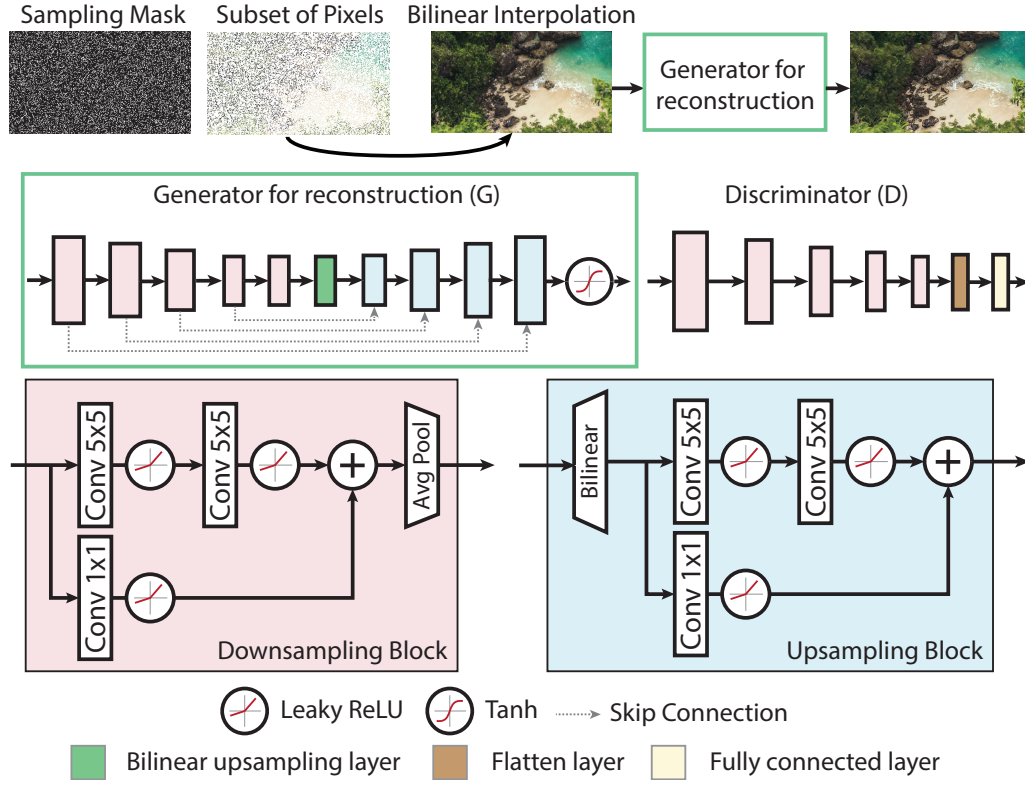 Sampling Mask
Subset of Pixels
Bilinear Interpolation
Generator for
reconstruction
Generator for reconstruction (G)
Discriminator (D)
Conv 5x5
Conv 5x5
Avg Pool
Conv 1x1
Downsampling Block
Bilinear
Conv 5x5
Conv 5x5
Conv 1x1
Upsampling Block
Leaky ReLU
Tanh
Skip Connection
Bilinear upsampling layer
Flatten layer
Fully connected layer